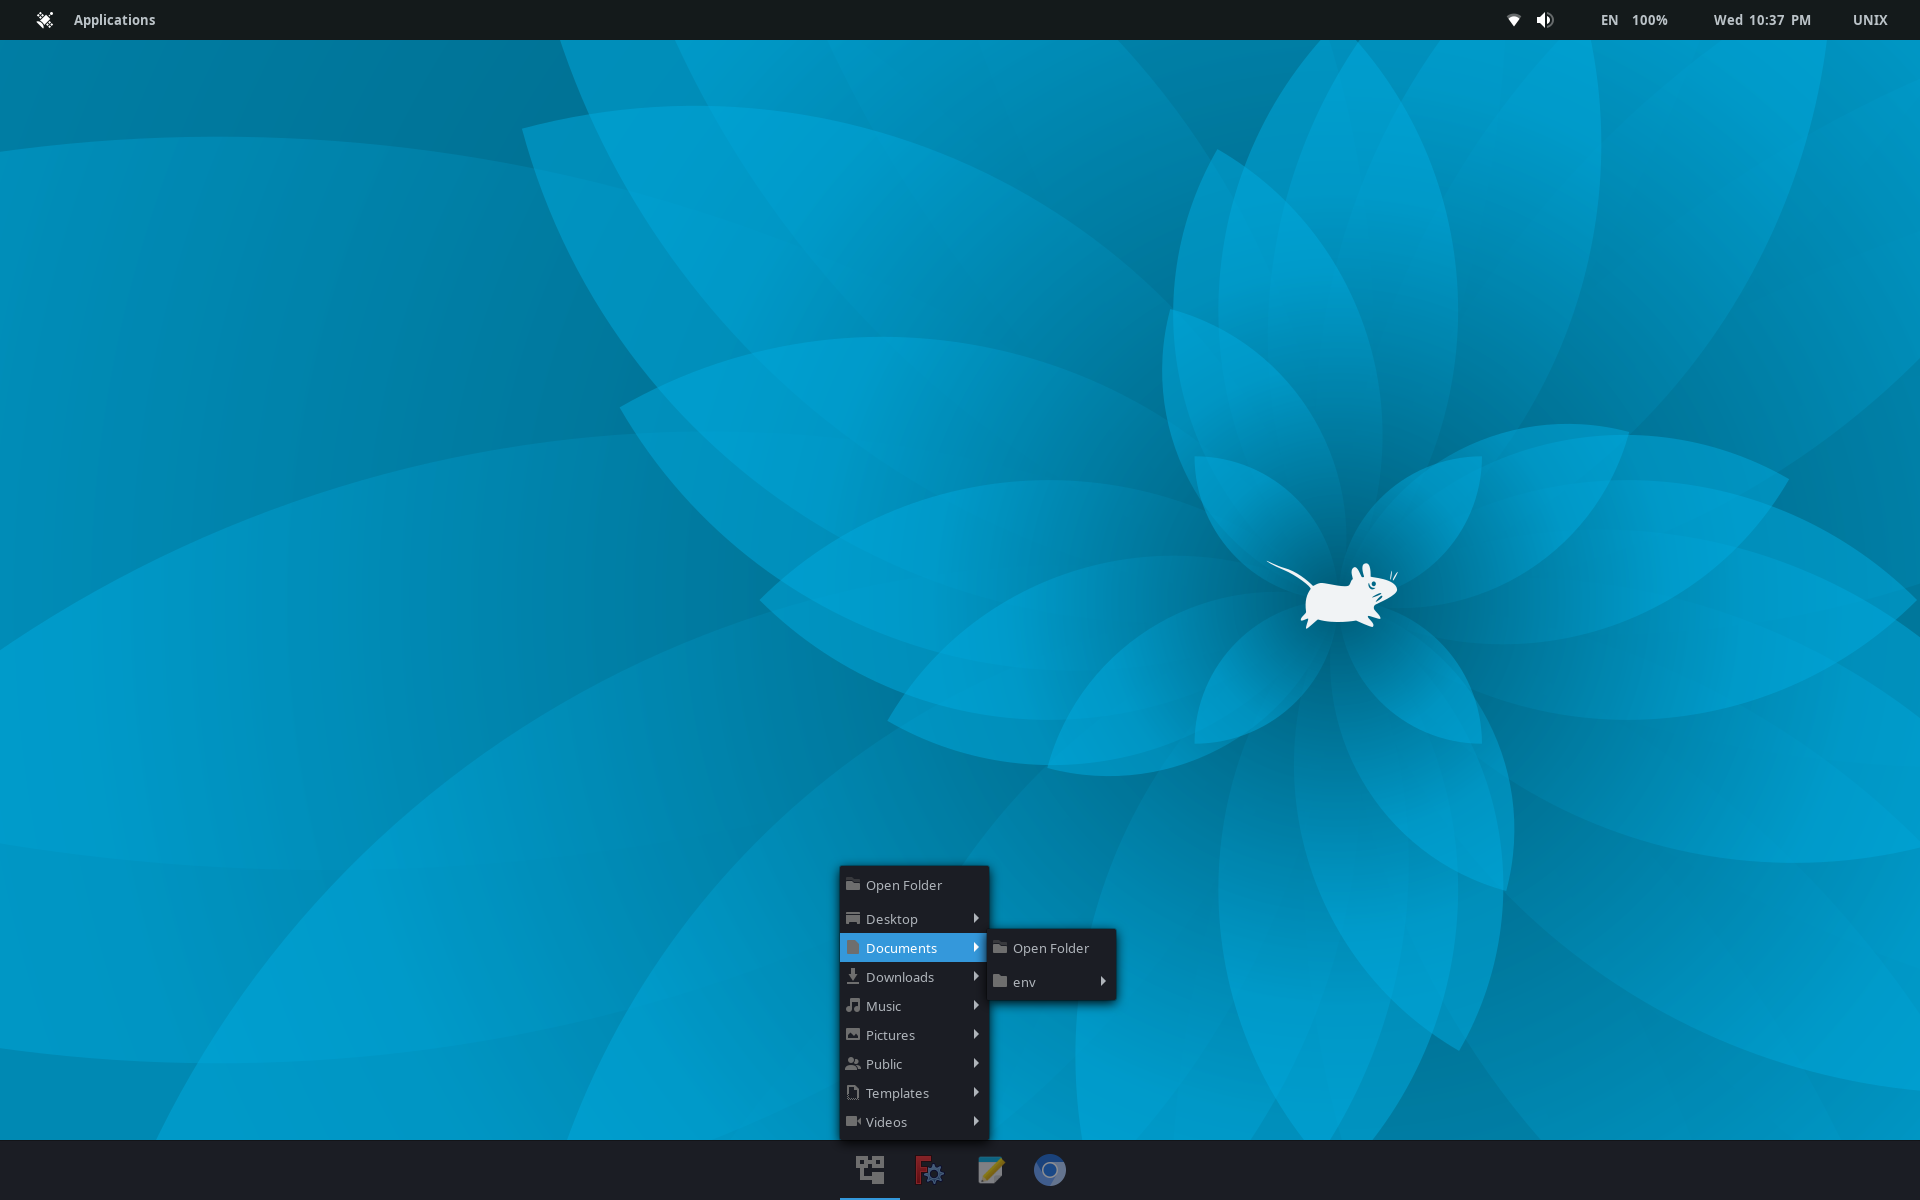 Applications
EN 100% Wed 10:37 PM UNIX
Open Folder
Desktop
Documents
Open Folder
env
Downloads
Music
Pictures
Public
Templates
Videos